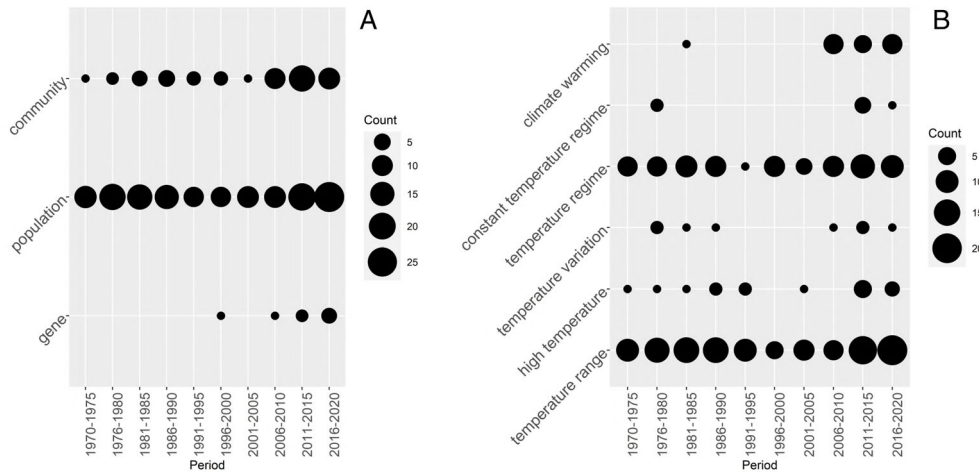 A
community
population
gene
Count
5
10
15
20
25
1970-1975
1976-1980
1981-1985
1986-1990
1991-1995
1996-2000
2001-2005
2006-2010
2011-2015
2016-2020
Period
B
climate warming
constant temperature regime
temperature regime
temperature variation
high temperature
temperature range
Count
5
10
15
20
1970-1975
1976-1980
1981-1985
1986-1990
1991-1995
1996-2000
2001-2005
2006-2010
2011-2015
2016-2020
Period